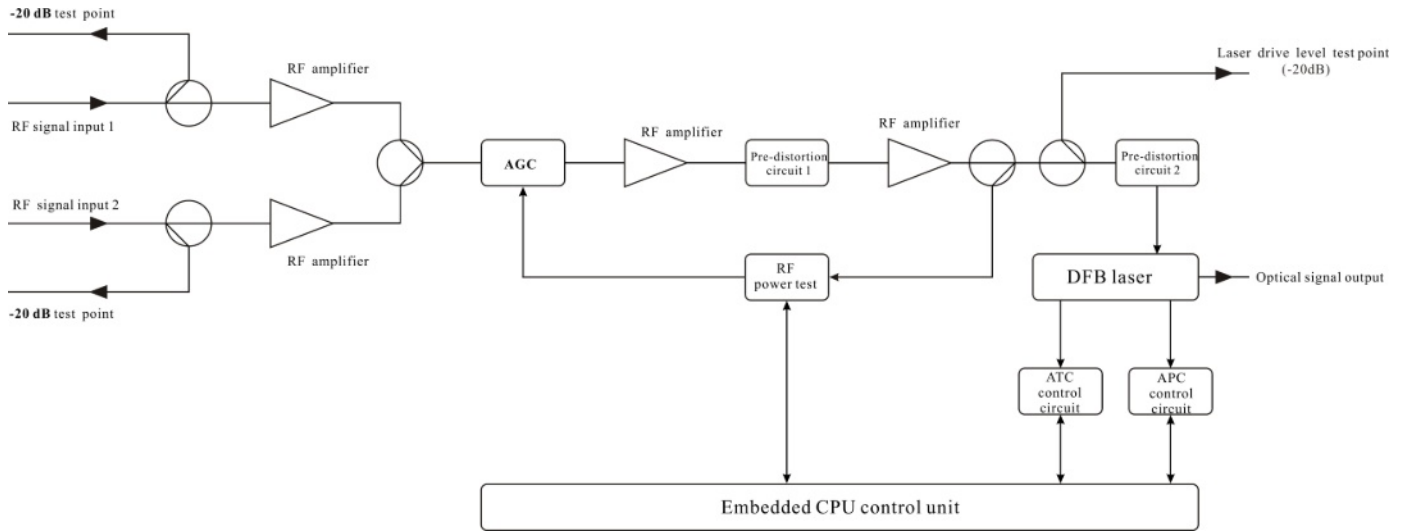 -20 dB test point
RF amplifier
Laser drive level test point
(-20dB)
RF signal input 1
RF amplifier
RF amplifier
AGC
Pre-distortion
circuit 1
Pre-distortion
circuit 2
RF signal input 2
RF amplifier
RF
power test
DFB laser
Optical signal output
-20 dB test point
ATC
control
circuit
APC
control
circuit
Embedded CPU control unit